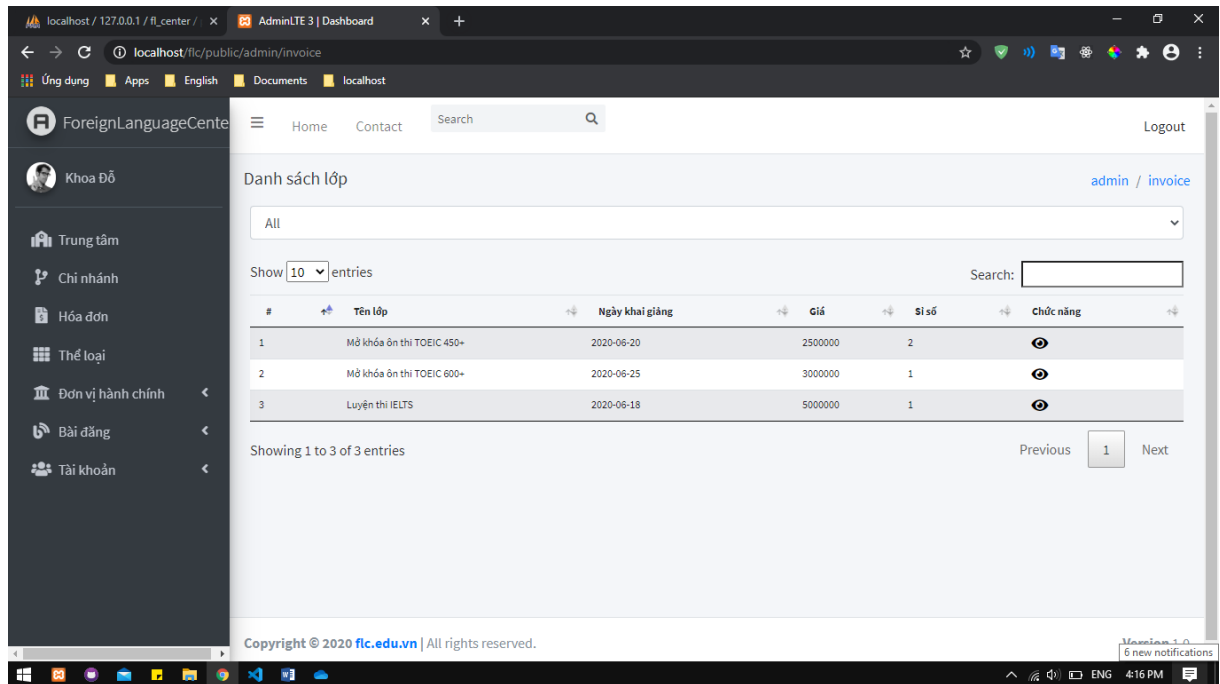 localhost / 127.0.0.1 / fl_center /
AdminLTE 3 | Dashboard
localhost/flc/public/admin/invoice
Ứng dụng Apps English Documents localhost
ForeignLanguageCente
Home Contact Search Logout
Khoa Đỗ
Danh sách lớp
admin / invoice
All
Trung tâm
Chi nhánh
Hóa đơn
Thể loại
Đơn vị hành chính
Bài đăng
Tài khoản
Show 10 entries
Search:
# Tên lớp Ngày khai giảng Giá Sỉ số Chức năng
1 Mở khóa ôn thi TOEIC 450+ 2020-06-20 2500000 2
2 Mở khóa ôn thi TOEIC 600+ 2020-06-25 3000000 1
3 Luyện thi IELTS 2020-06-18 5000000 1
Showing 1 to 3 of 3 entries
Previous 1 Next
Copyright © 2020 flc.edu.vn | All rights reserved.
Version 1.0
6 new notifications
ENG 4:16 PM